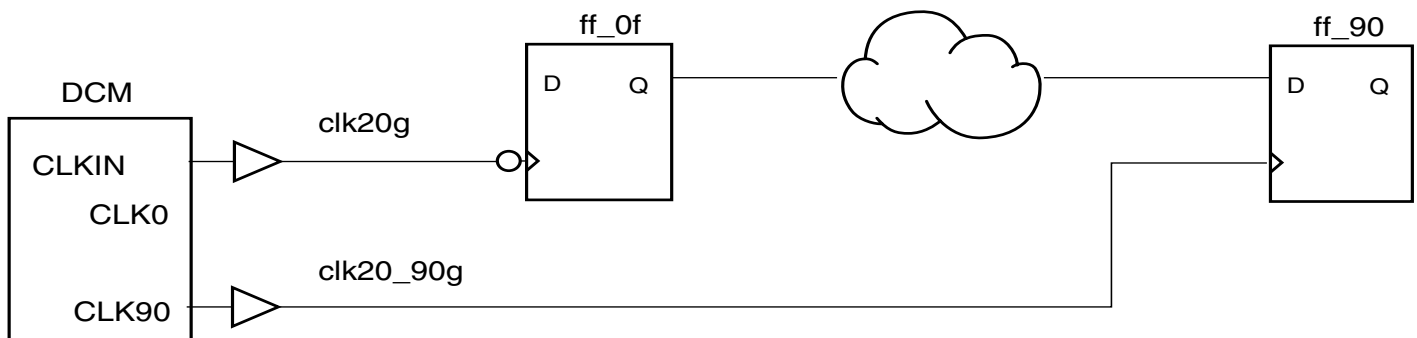 ff_0f
ff_90
DCM
D Q
D Q
clk20g
CLKIN
CLK0
clk20_90g
CLK90